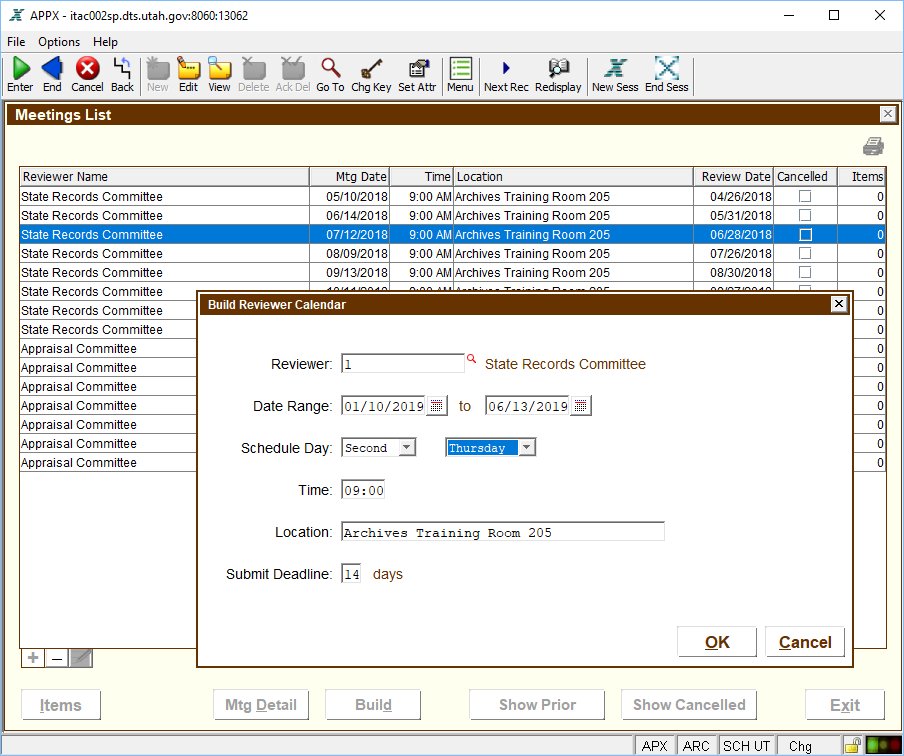 APPX - itac002sp.dts.utah.gov:8060:13062
File Options Help
Enter End Cancel Back New Edit View Delete Ack Del Go To Chg Key Set Attr Menu Next Rec Redisplay New Sess End Sess
Meetings List
Reviewer Name Mtg Date Time Location Review Date Cancelled Items
State Records Committee 05/10/2018 9:00 AM Archives Training Room 205 04/26/2018 0
State Records Committee 06/14/2018 9:00 AM Archives Training Room 205 05/31/2018 0
State Records Committee 07/12/2018 9:00 AM Archives Training Room 205 06/28/2018 0
State Records Committee 08/09/2018 9:00 AM Archives Training Room 205 07/26/2018 0
State Records Committee 09/13/2018 9:00 AM Archives Training Room 205 08/30/2018 0
State Records Committee 0
State Records Committee 0
State Records Committee 0
Appraisal Committee 0
Appraisal Committee 0
Appraisal Committee 0
Appraisal Committee 0
Appraisal Committee 0
Appraisal Committee 0
Appraisal Committee 0
Build Reviewer Calendar
Reviewer: 1 State Records Committee
Date Range: 01/10/2019 to 06/13/2019
Schedule Day: Second Thursday
Time: 09:00
Location: Archives Training Room 205
Submit Deadline: 14 days
OK Cancel
Items Mtg Detail Build Show Prior Show Cancelled Exit
APPX ARC SCH UT Chg